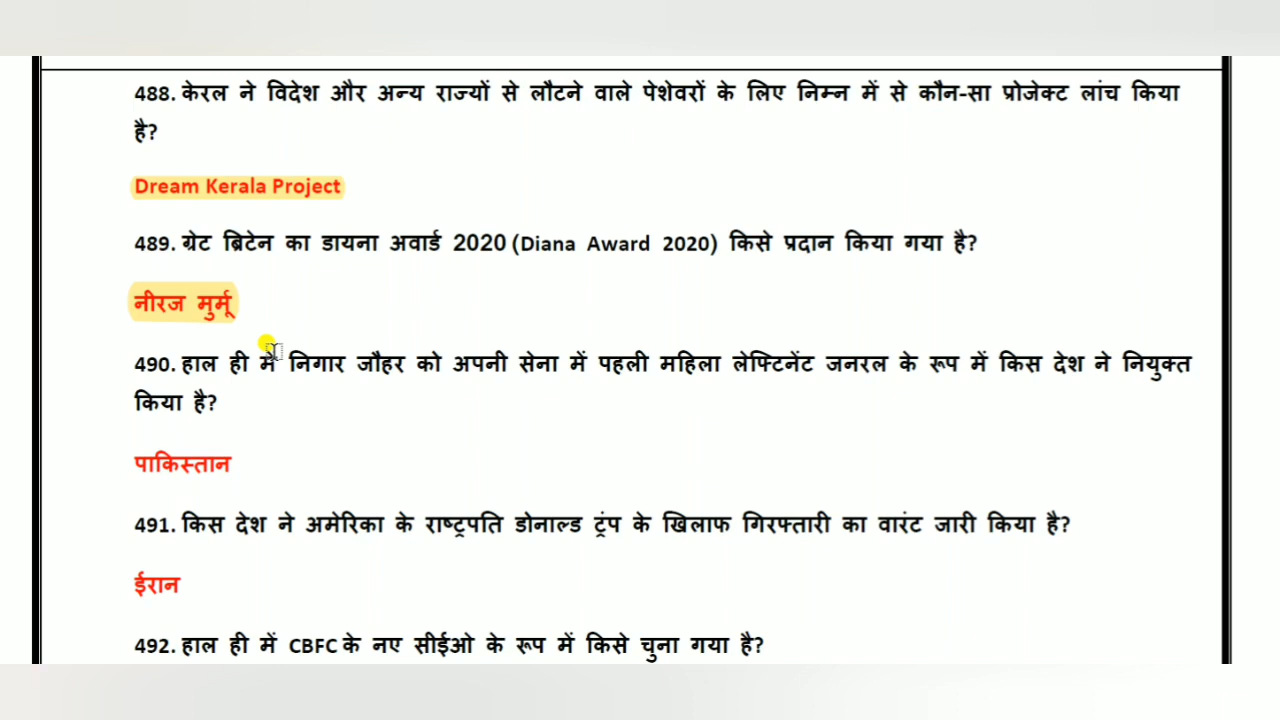 488. केरल ने विदेश और अन्य राज्यों से लौटने वाले पेशेवरों के लिए निम्न में से कौन-सा प्रोजेक्ट लांच किया
है?
Dream Kerala Project
489. ग्रेट ब्रिटेन का डायना अवार्ड 2020 (Diana Award 2020) किसे प्रदान किया गया है?
नीरज मुर्मू
490. हाल ही में निगार जौहर को अपनी सेना में पहली महिला लेफ्टिनेंट जनरल के रूप में किस देश ने नियुक्त
किया है?
पाकिस्तान
491. किस देश ने अमेरिका के राष्ट्रपति डोनाल्ड ट्रंप के खिलाफ गिरफ्तारी का वारंट जारी किया है?
ईरान
492. हाल ही में CBFC के नए सीईओ के रूप में किसे चुना गया है?